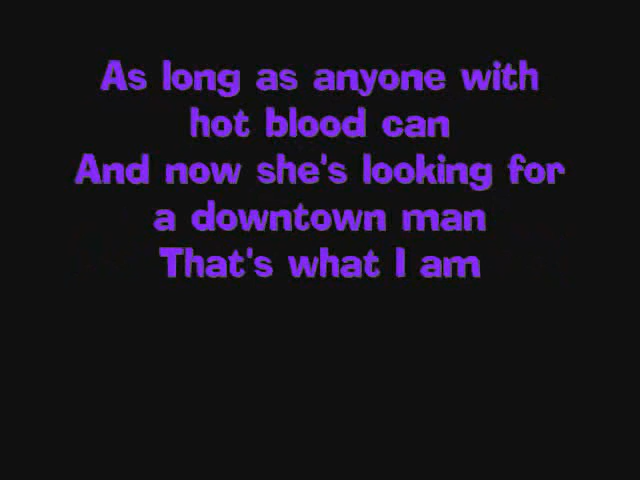 As long as anyone with
hot blood can
And now she's looking for
a downtown man
That's what I am